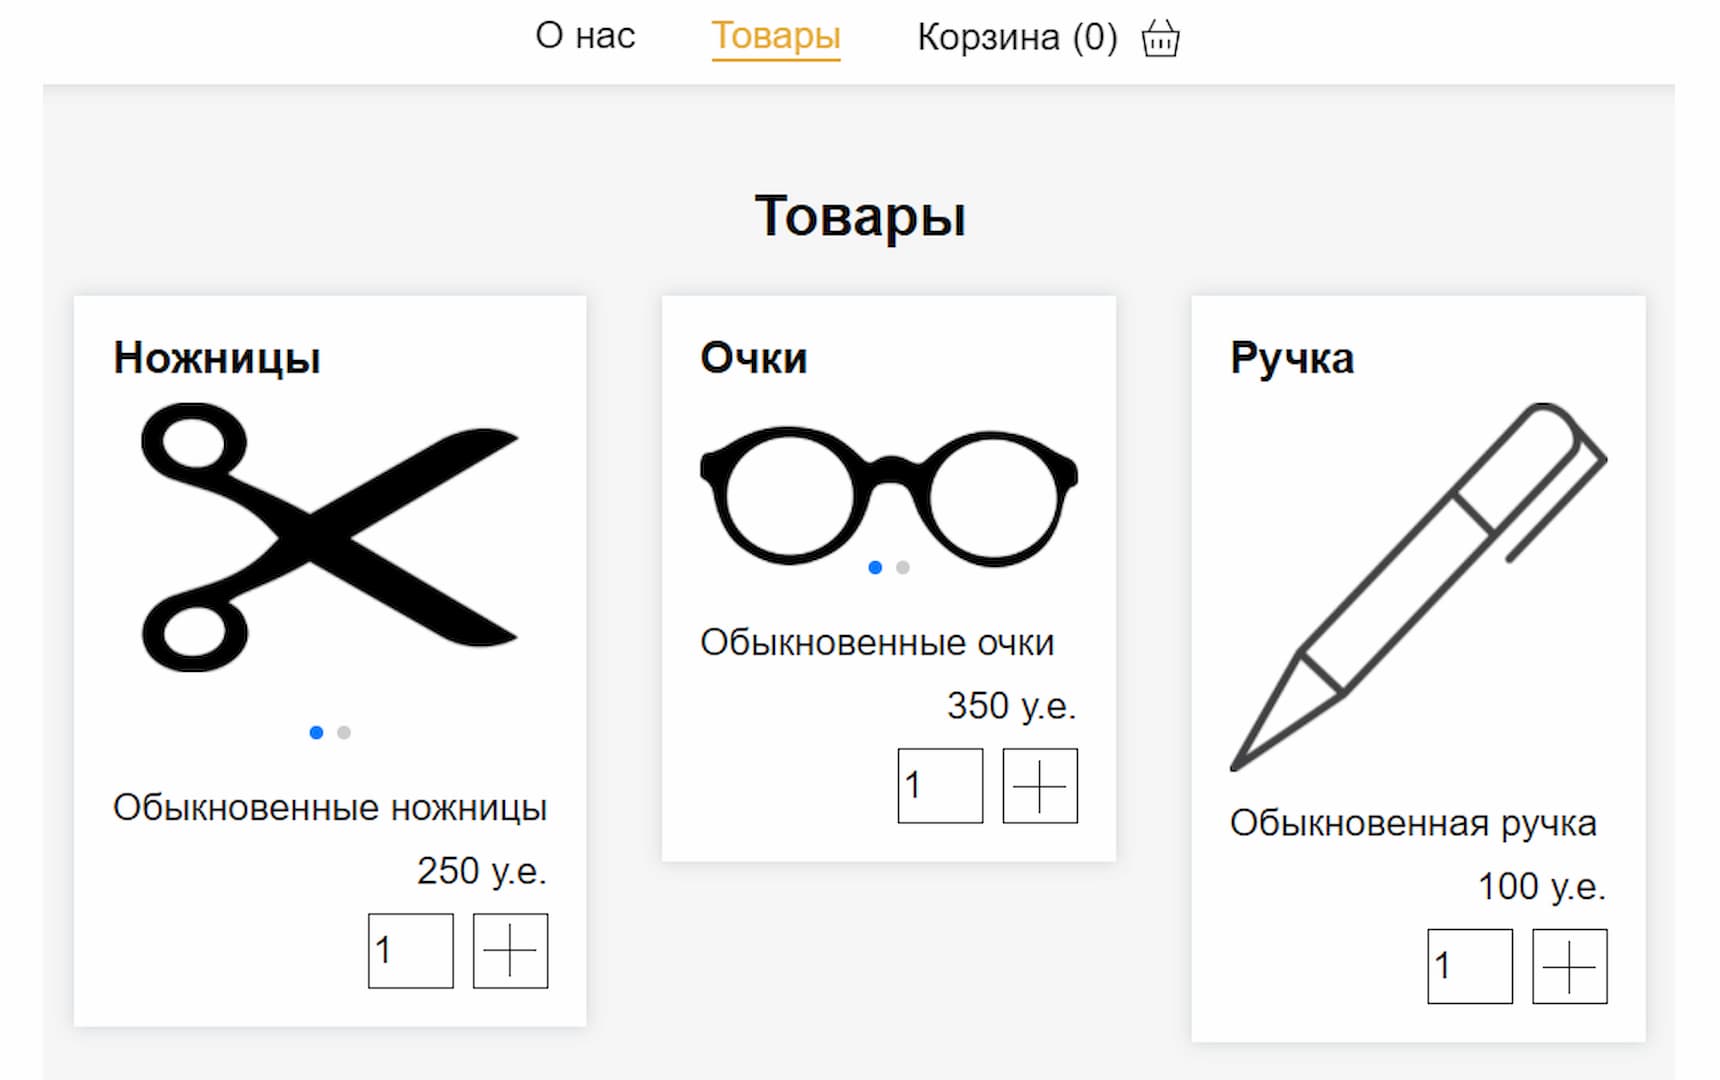 О нас Товары Корзина (0)
Товары
Ножницы
Обыкновенные ножницы
250 у.е.
1
Очки
Обыкновенные очки
350 у.е.
1
Ручка
Обыкновенная ручка
100 у.е.
1